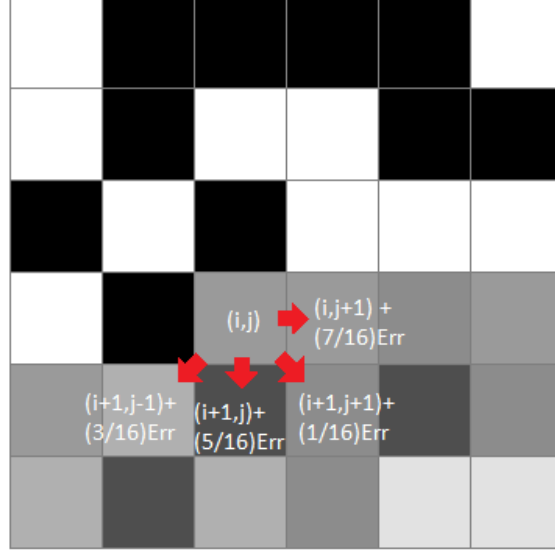 (i,j)
(i,j+1) +
(7/16)Err
(i+1,j-1)+
(3/16)Err
(i+1,j)+
(5/16)Err
(i+1,j+1)+
(1/16)Err